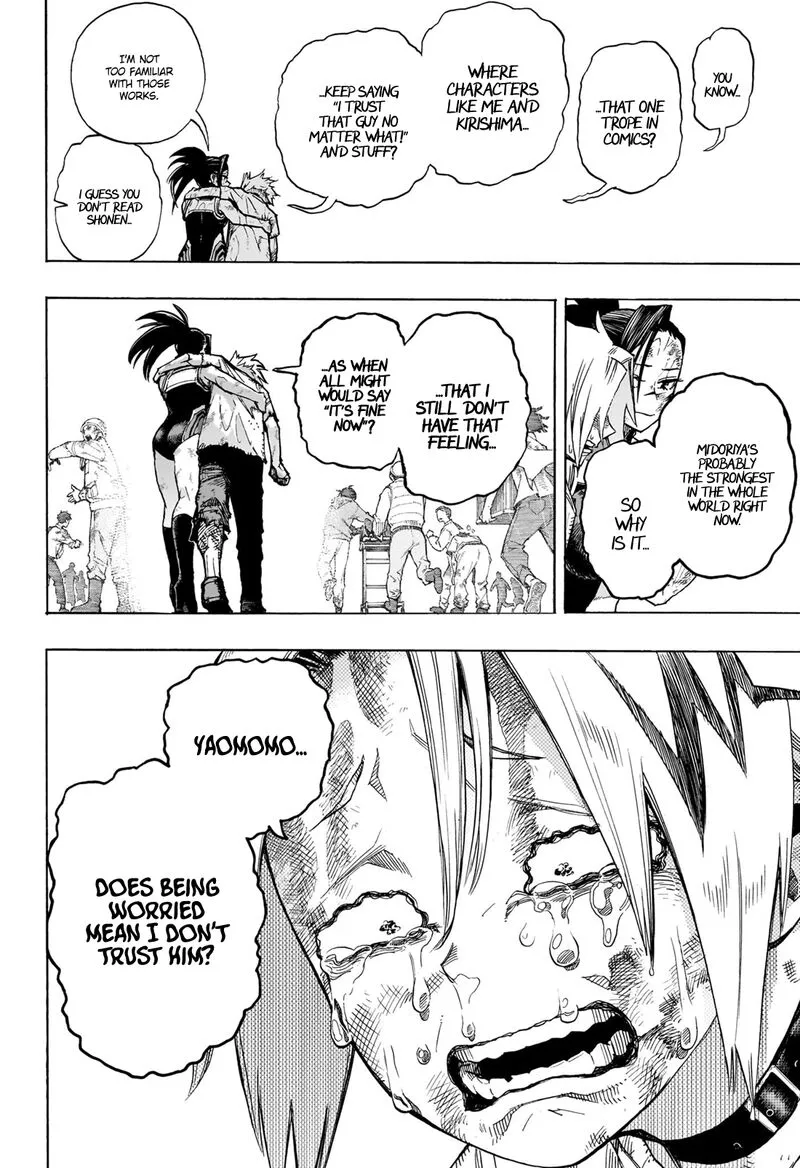 YOU
KNOW...
...THAT ONE
TROPE IN
COMICS?
WHERE
CHARACTERS
LIKE ME AND
KIRISHIMA...
...KEEP SAYING
"I TRUST
THAT GUY NO
MATTER WHAT!"
AND STUFF?
I'M NOT
TOO FAMILIAR
WITH THOSE
WORKS.
I GUESS YOU
DON'T READ
SHONEN...
MIDORIYA'S
PROBABLY
THE STRONGEST
IN THE WHOLE
WORLD RIGHT
NOW.
SO
WHY
IS IT...
...THAT I
STILL DON'T
HAVE THAT
FEELING...
...AS WHEN
ALL MIGHT
WOULD SAY
"IT'S FINE
NOW"?
YAOMOMO...
DOES BEING
WORRIED
MEAN I DON'T
TRUST HIM?